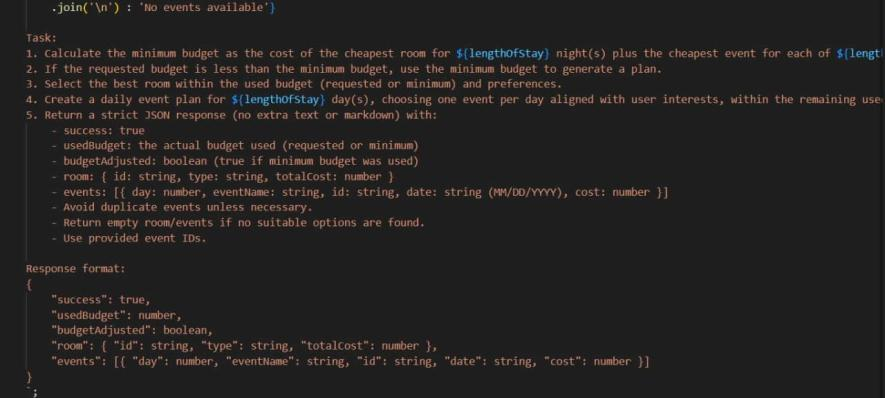 .join('\n') : 'No events available'}
Task:
1. Calculate the minimum budget as the cost of the cheapest room for ${lengthOfStay} night(s) plus the cheapest event for each of ${lengt
2. If the requested budget is less than the minimum budget, use the minimum budget to generate a plan.
3. Select the best room within the used budget (requested or minimum) and preferences.
4. Create a daily event plan for ${lengthOfStay} day(s), choosing one event per day aligned with user interests, within the remaining use
5. Return a strict JSON response (no extra text or markdown) with:
- success: true
- usedBudget: the actual budget used (requested or minimum)
- budgetAdjusted: boolean (true if minimum budget was used)
- room: { id: string, type: string, totalCost: number }
- events: [{ day: number, eventName: string, id: string, date: string (MM/DD/YYYY), cost: number }]
- Avoid duplicate events unless necessary.
- Return empty room/events if no suitable options are found.
- Use provided event IDs.
Response format:
{
"success": true,
"usedBudget": number,
"budgetAdjusted": boolean,
"room": { "id": string, "type": string, "totalCost": number },
"events": [{ "day": number, "eventName": string, "id": string, "date": string, "cost": number }]
}
`;